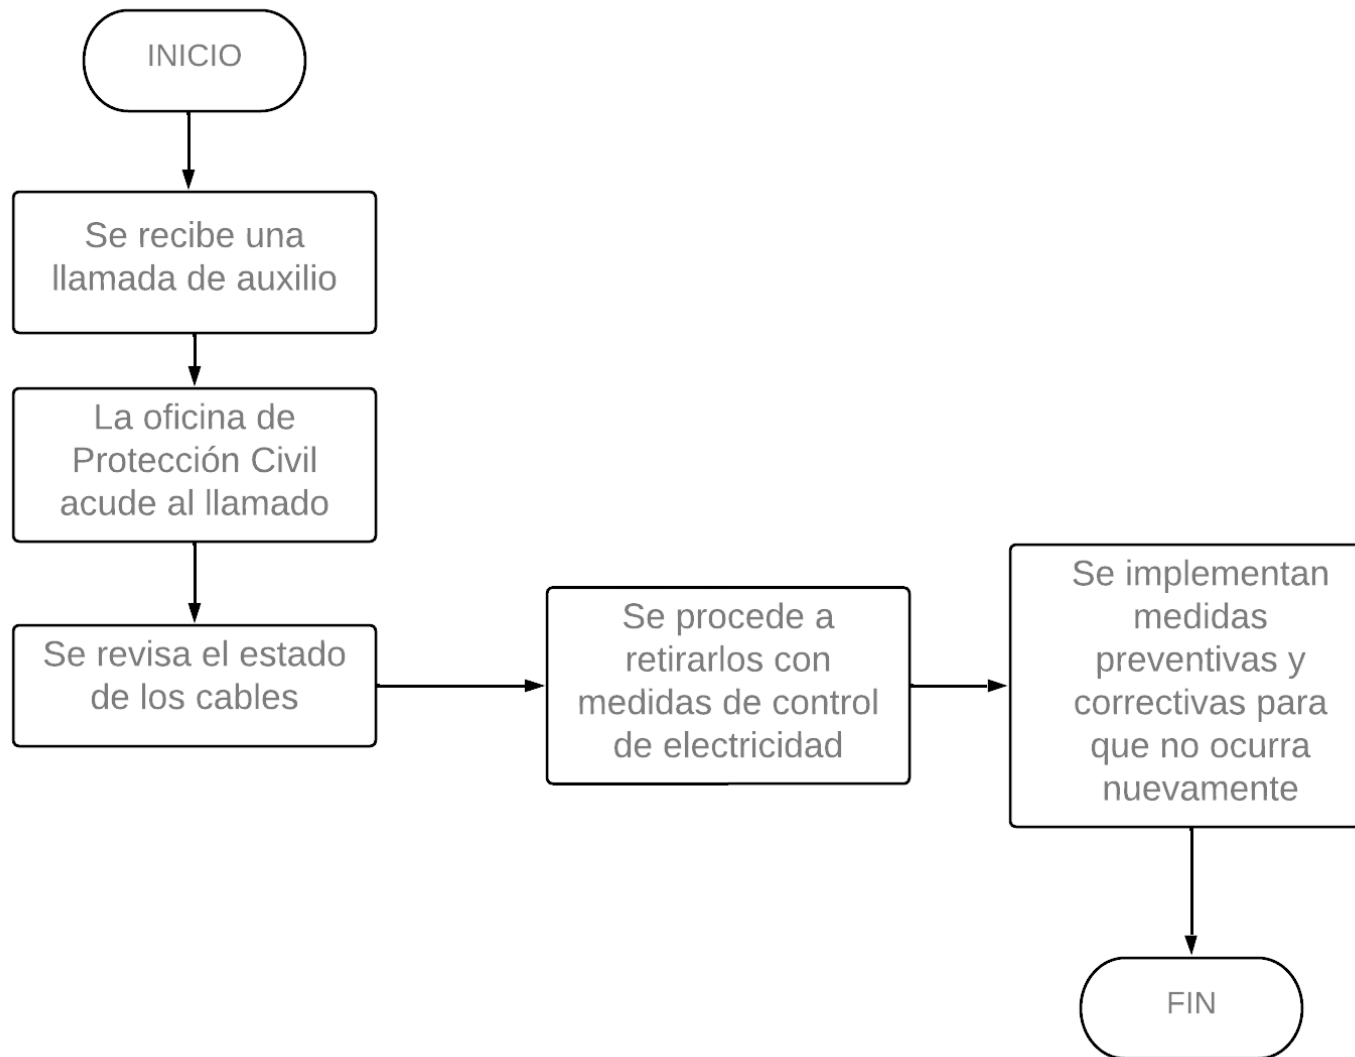 INICIO
Se recibe una
llamada de auxilio
La oficina de
Protección Civil
acude al llamado
Se revisa el estado
de los cables
Se procede a
retirarlos con
medidas de control
de electricidad
Se implementan
medidas
preventivas y
correctivas para
que no ocurra
nuevamente
FIN